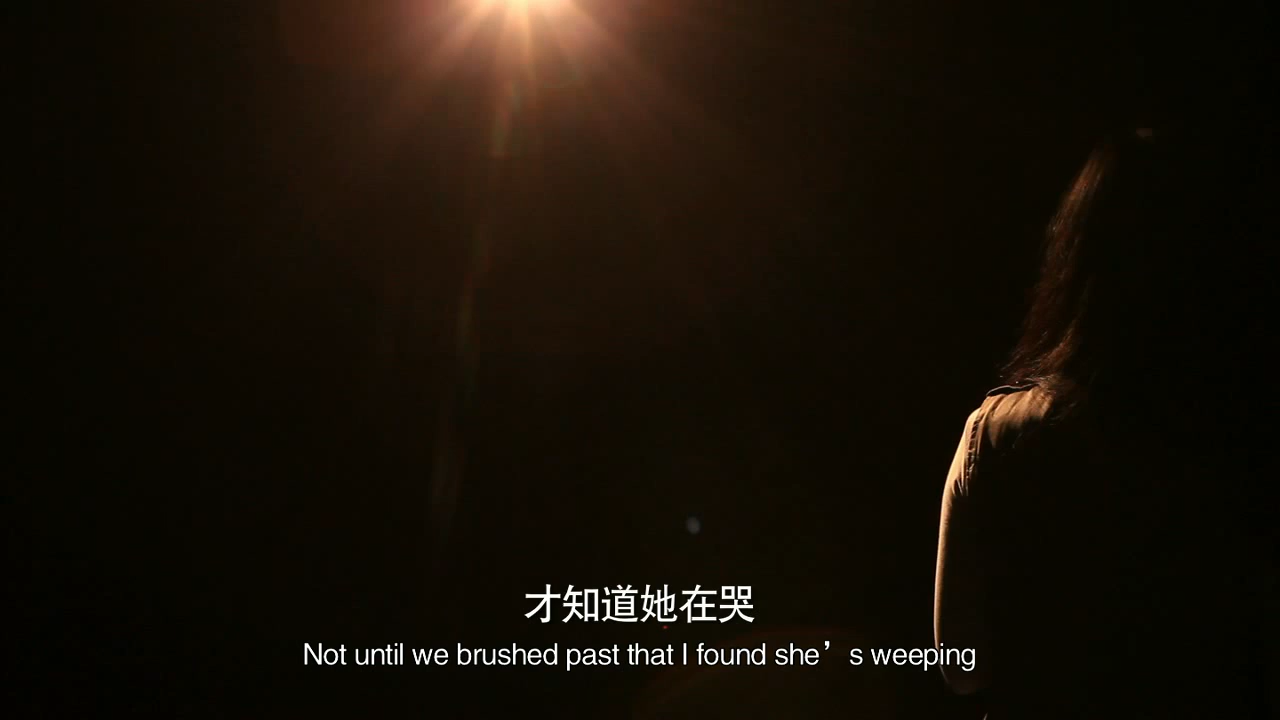 才知道她在哭
Not until we brushed past that I found she’s weeping